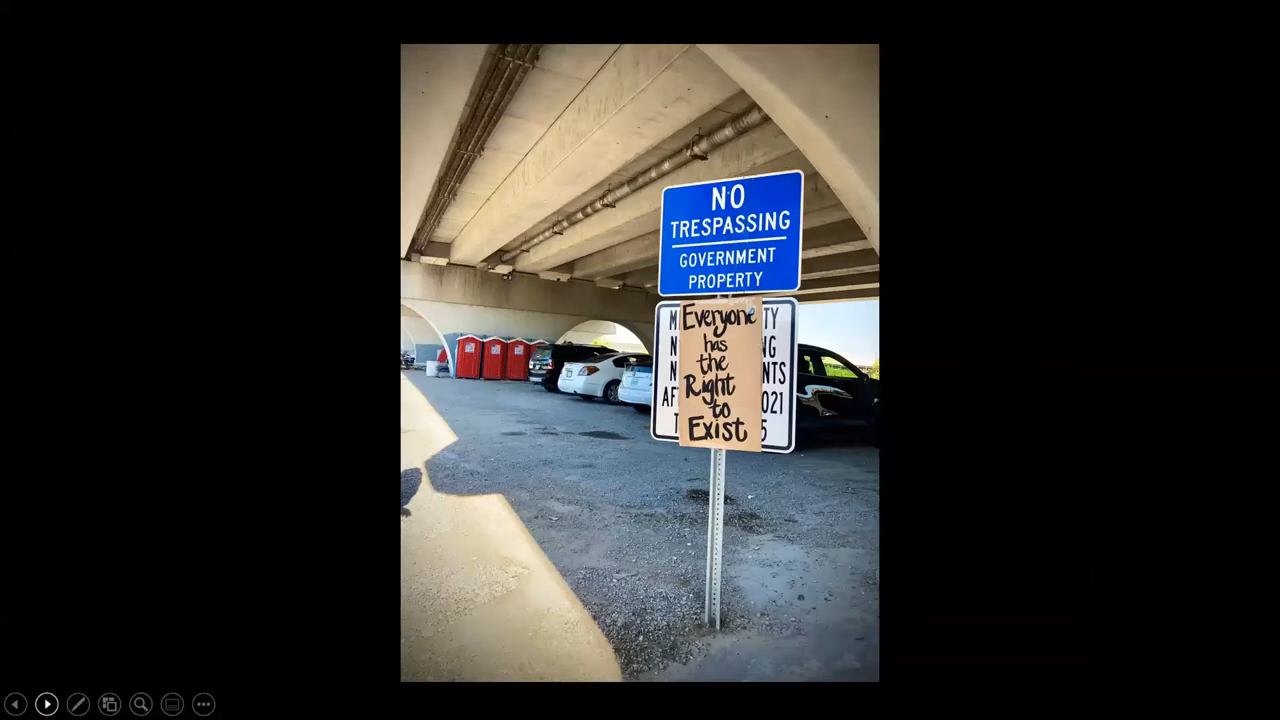 NO
TRESPASSING
GOVERNMENT
PROPERTY
Everyone
has
the
Right
to
Exist